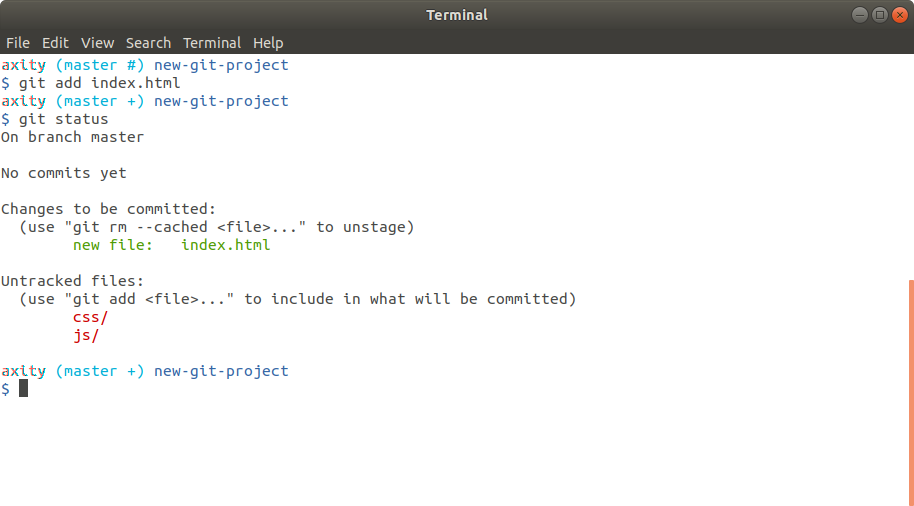 Terminal
File Edit View Search Terminal Help
axity (master #) new-git-project
$ git add index.html
axity (master +) new-git-project
$ git status
On branch master
No commits yet
Changes to be committed:
(use "git rm --cached <file>..." to unstage)
new file: index.html
Untracked files:
(use "git add <file>..." to include in what will be committed)
css/
js/
axity (master +) new-git-project
$